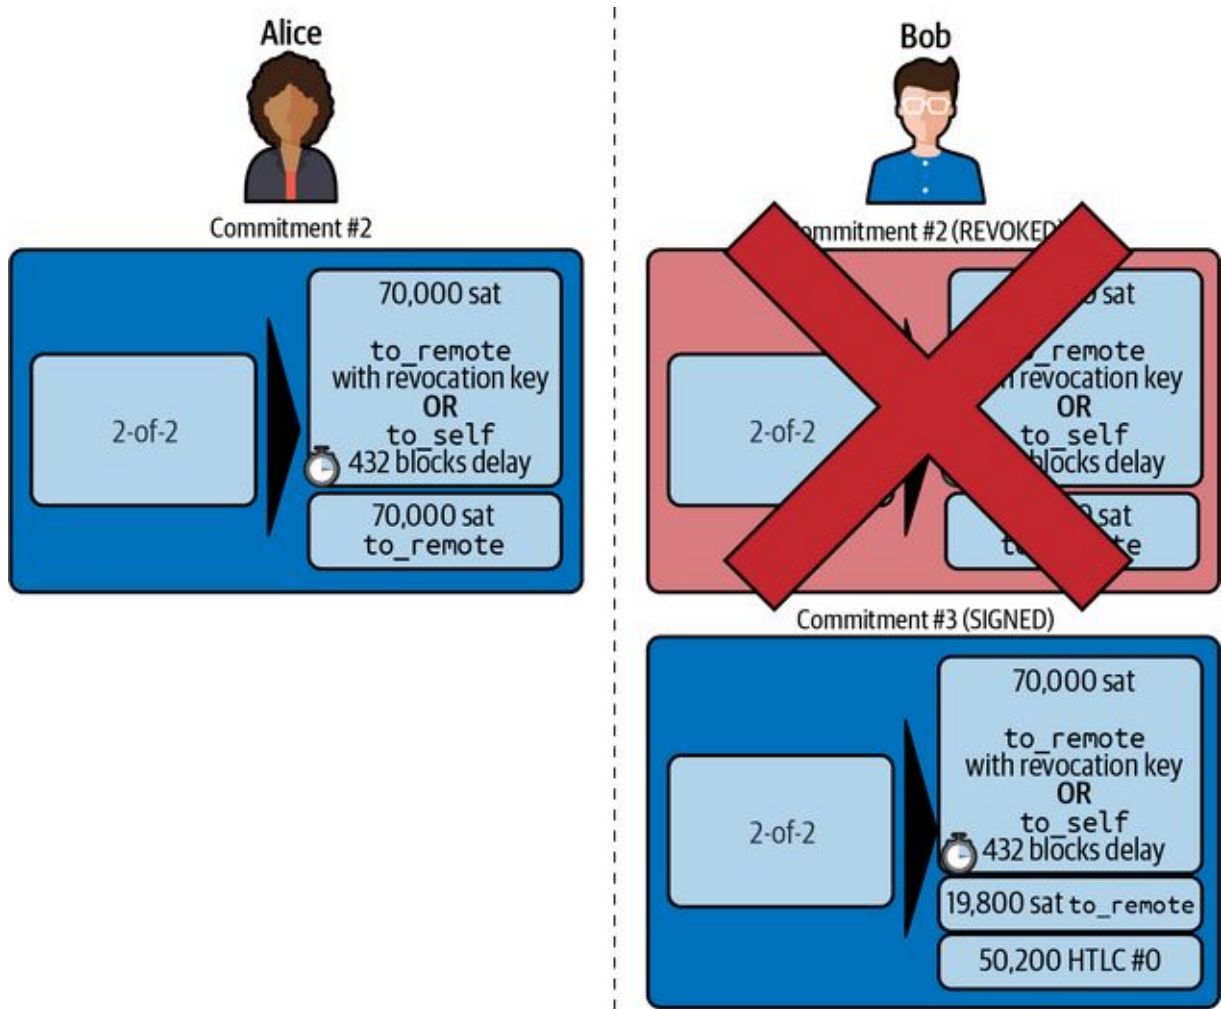 Alice
Commitment #2
2-of-2
70,000 sat
to_remote
with revocation key
OR
to_self
432 blocks delay
70,000 sat
to_remote
Bob
#2 (REVOKED)
2-of-2
sat
revocation key
OR
to_self
delay
sat
Commitment #3 (SIGNED)
2-of-2
70,000 sat
to_remote
with revocation key
OR
to_self
432 blocks delay
19,800 sat to_remote
50,200 HTLC #0